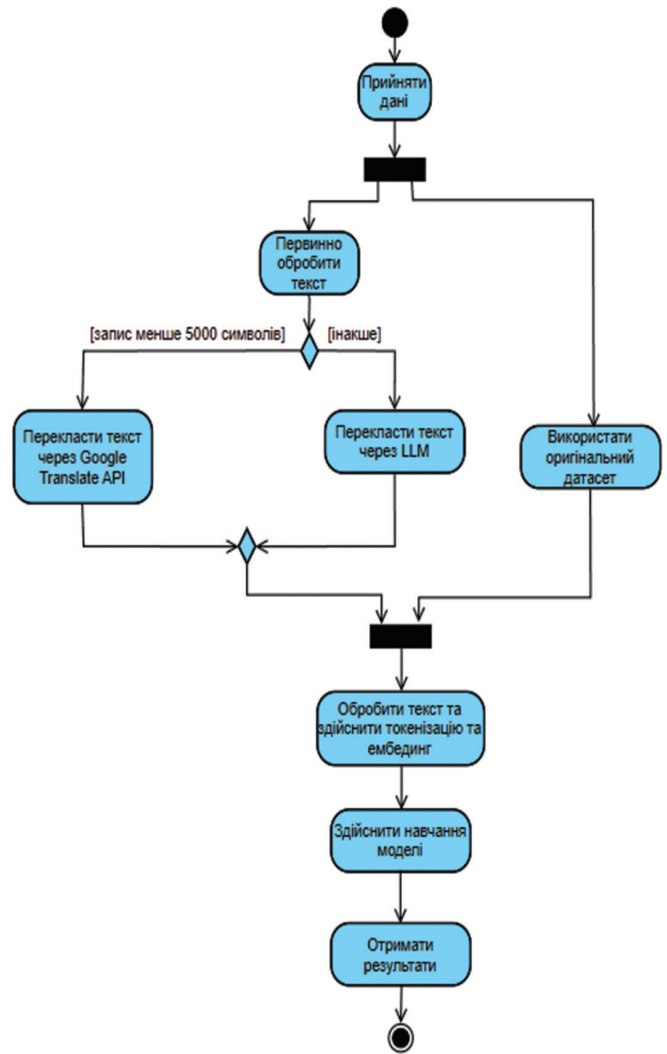 Прийняти
дані
Первинно
обробити
текст
[запис менше 5000 символів]
[інакше]
Перекласти текст
через Google
Translate API
Перекласти текст
через LLM
Використати
оригінальний
датасет
Обробити текст та
здійснити токенізацію та
ембединг
Здійснити навчання
моделі
Отримати
результати